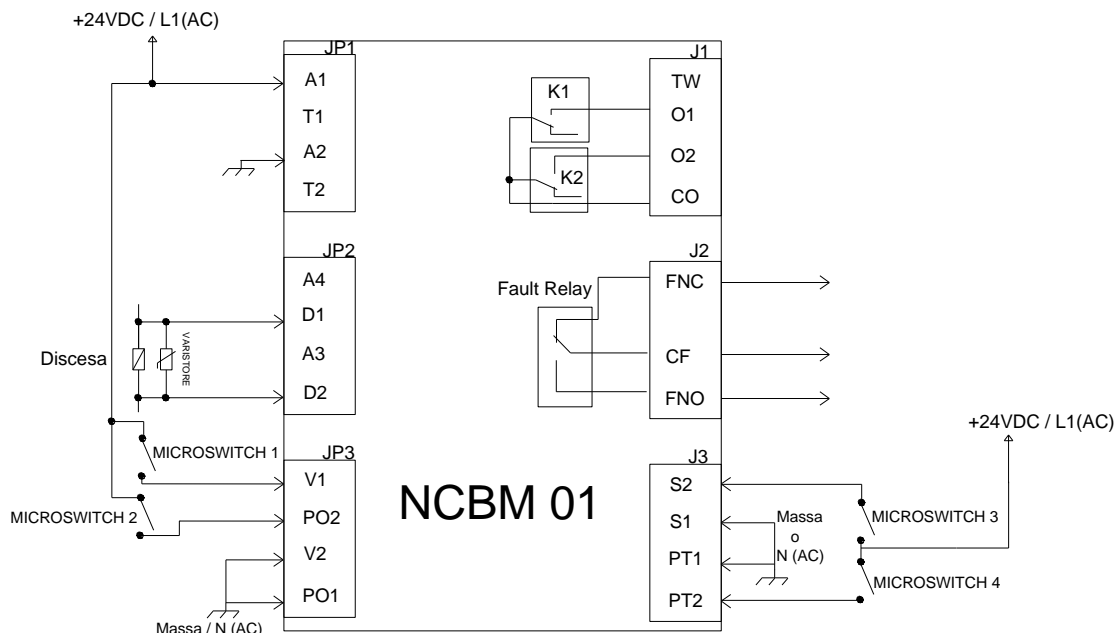 +24VDC / L1(AC)
JP1
A1
T1
A2
T2
JP2
A4
D1
A3
D2
Discesa
VARISTORE
MICROSWITCH 1
MICROSWITCH 2
JP3
V1
PO2
V2
PO1
Massa / N (AC)
NCBM 01
K1
K2
J1
TW
O1
O2
CO
Fault Relay
J2
FNC
CF
FNO
+24VDC / L1(AC)
J3
S2
S1
PT1
PT2
Massa
o
N (AC)
MICROSWITCH 3
MICROSWITCH 4